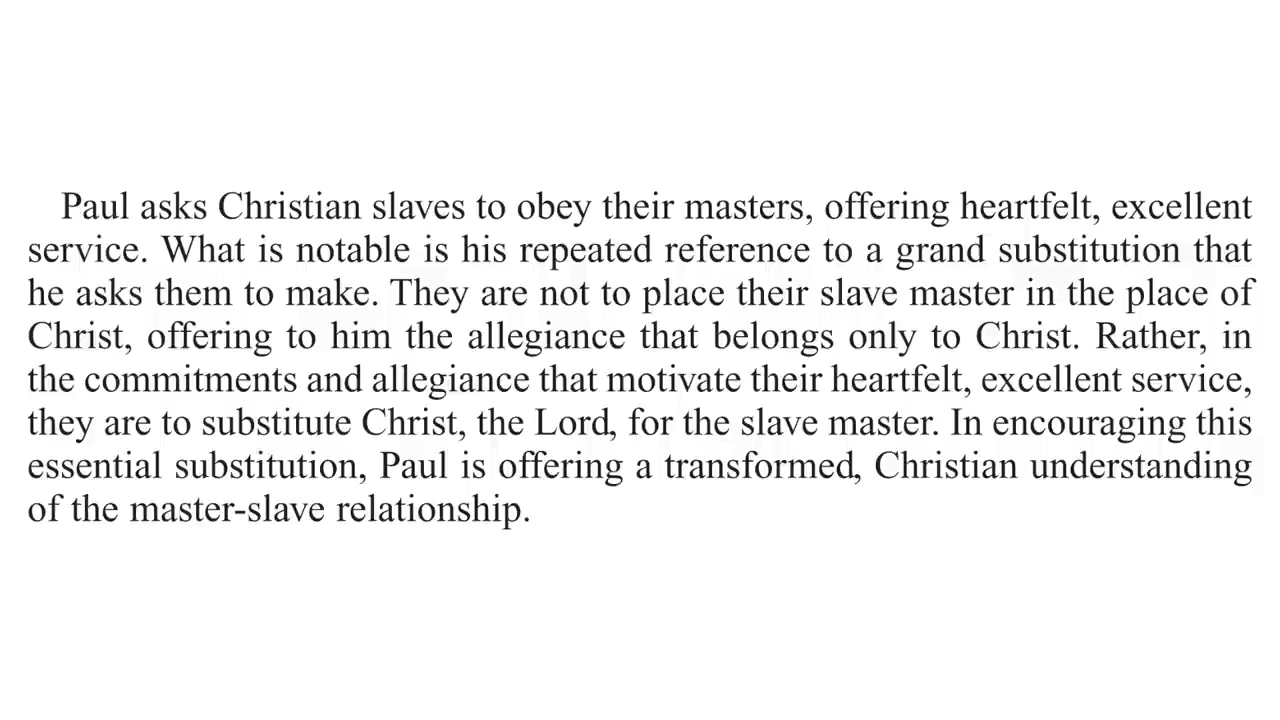 Paul asks Christian slaves to obey their masters, offering heartfelt, excellent
service. What is notable is his repeated reference to a grand substitution that
he asks them to make. They are not to place their slave master in the place of
Christ, offering to him the allegiance that belongs only to Christ. Rather, in
the commitments and allegiance that motivate their heartfelt, excellent service,
they are to substitute Christ, the Lord, for the slave master. In encouraging this
essential substitution, Paul is offering a transformed, Christian understanding
of the master-slave relationship.